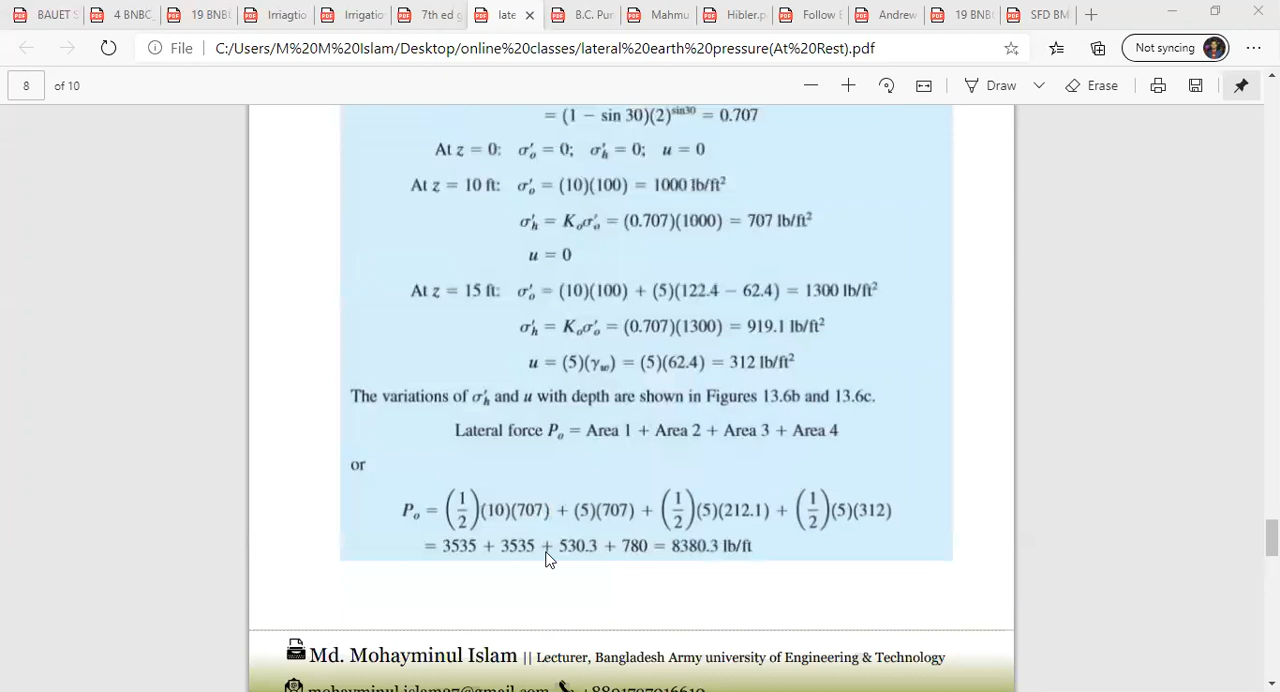 BAUET S
4 BNBC_
19 BNBC
Irriagtio
Irrigatio
7th ed g
late
B.C. Pur
Mahmu
Hibler.p
Follow E
Andrew
19 BNBC
SFD BM
File C:/Users/M%20M%20Islam/Desktop/online%20classes/lateral%20earth%20pressure(At%20Rest).pdf
Not syncing
8 of 10
Draw
Erase
= (1 − sin 30)(2)^sin30 = 0.707
At z = 0: σ′ₒ = 0; σ′ₕ = 0; u = 0
At z = 10 ft: σ′ₒ = (10)(100) = 1000 lb/ft²
σ′ₕ = Kₒσ′ₒ = (0.707)(1000) = 707 lb/ft²
u = 0
At z = 15 ft: σ′ₒ = (10)(100) + (5)(122.4 − 62.4) = 1300 lb/ft²
σ′ₕ = Kₒσ′ₒ = (0.707)(1300) = 919.1 lb/ft²
u = (5)(γw) = (5)(62.4) = 312 lb/ft²
The variations of σ′ₕ and u with depth are shown in Figures 13.6b and 13.6c.
Lateral force Pₒ = Area 1 + Area 2 + Area 3 + Area 4
or
Pₒ = (1/2)(10)(707) + (5)(707) + (1/2)(5)(212.1) + (1/2)(5)(312)
= 3535 + 3535 + 530.3 + 780 = 8380.3 lb/ft
Md. Mohayminul Islam || Lecturer, Bangladesh Army university of Engineering & Technology
mohayminul.islam97@gmail.com